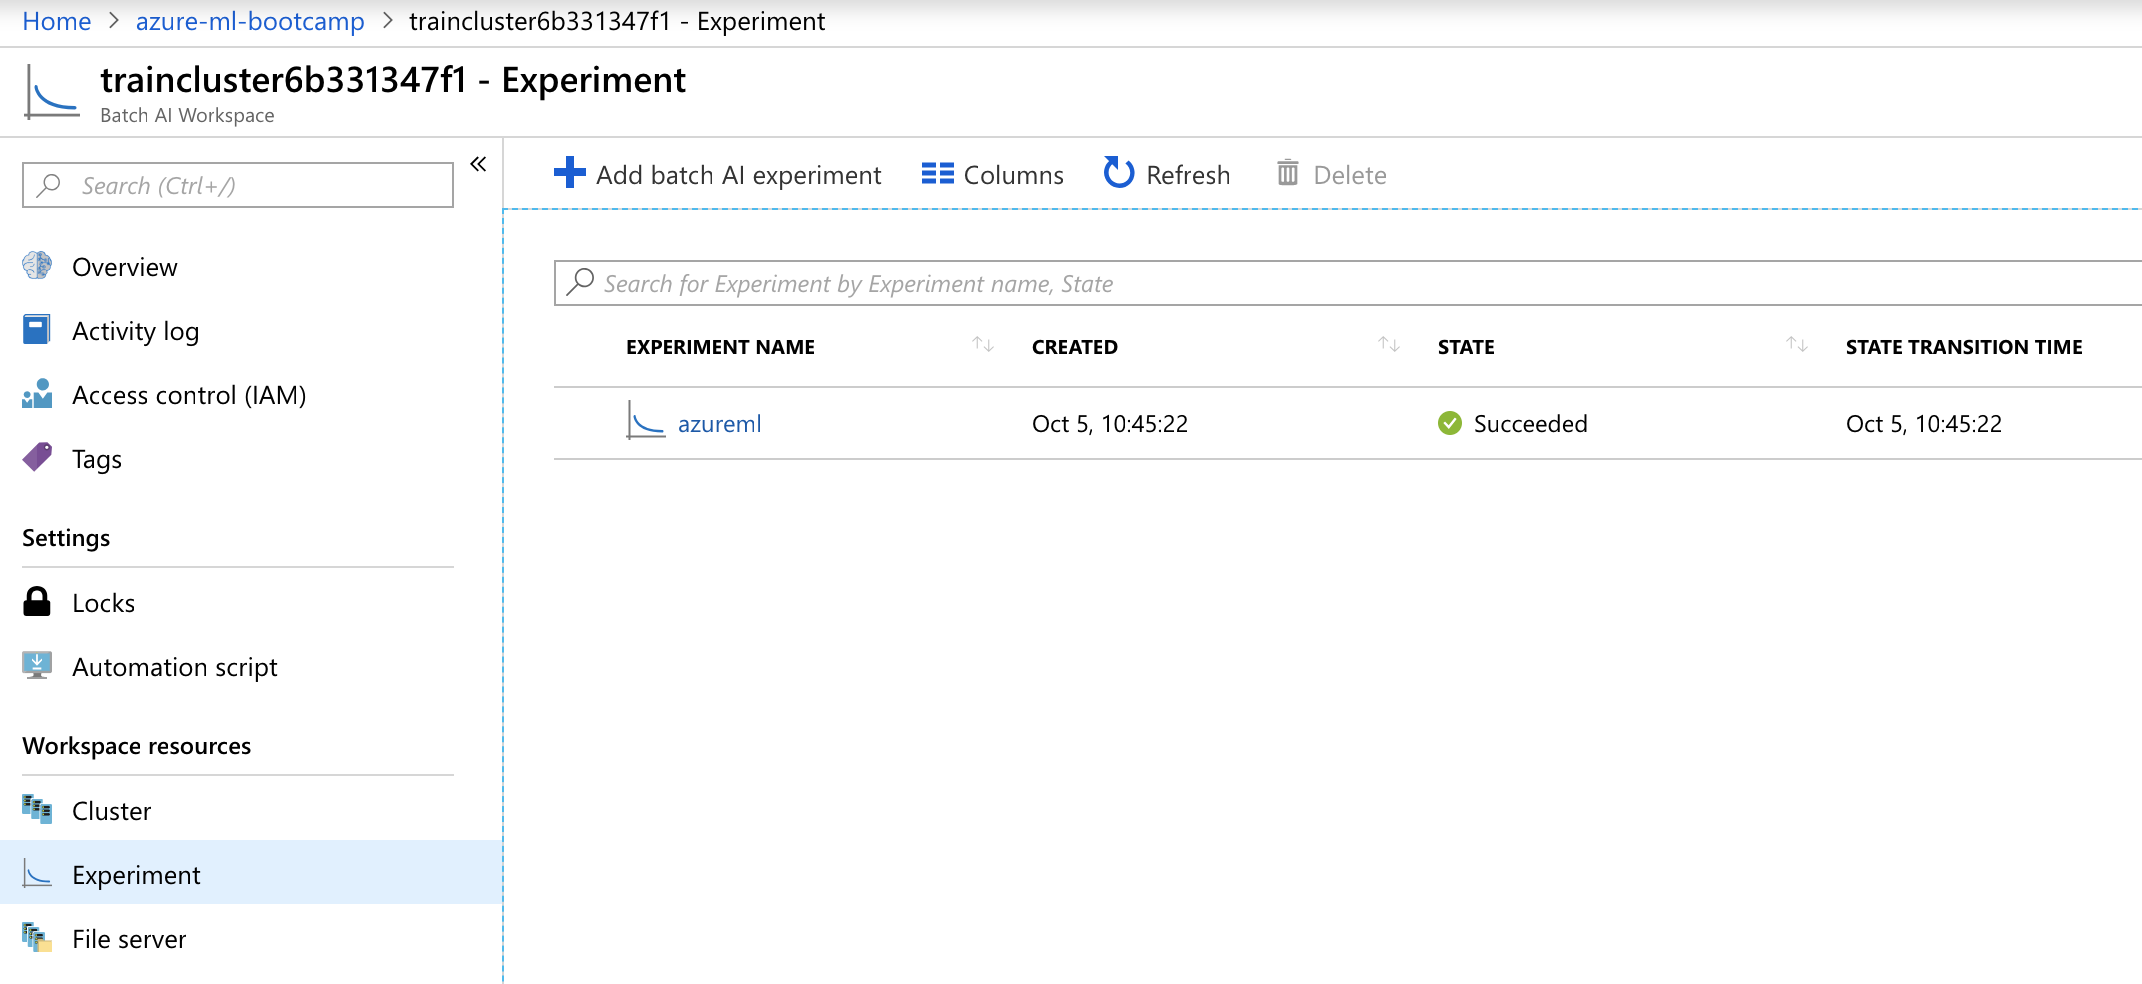 Home > azure-ml-bootcamp > traincluster6b331347f1 - Experiment
traincluster6b331347f1 - Experiment
Batch AI Workspace
Search (Ctrl+/)
«
Overview
Activity log
Access control (IAM)
Tags
Settings
Locks
Automation script
Workspace resources
Cluster
Experiment
File server
Add batch AI experiment Columns Refresh Delete
Search for Experiment by Experiment name, State
EXPERIMENT NAME ↑↓ CREATED ↑↓ STATE ↑↓ STATE TRANSITION TIME
azureml Oct 5, 10:45:22 Succeeded Oct 5, 10:45:22